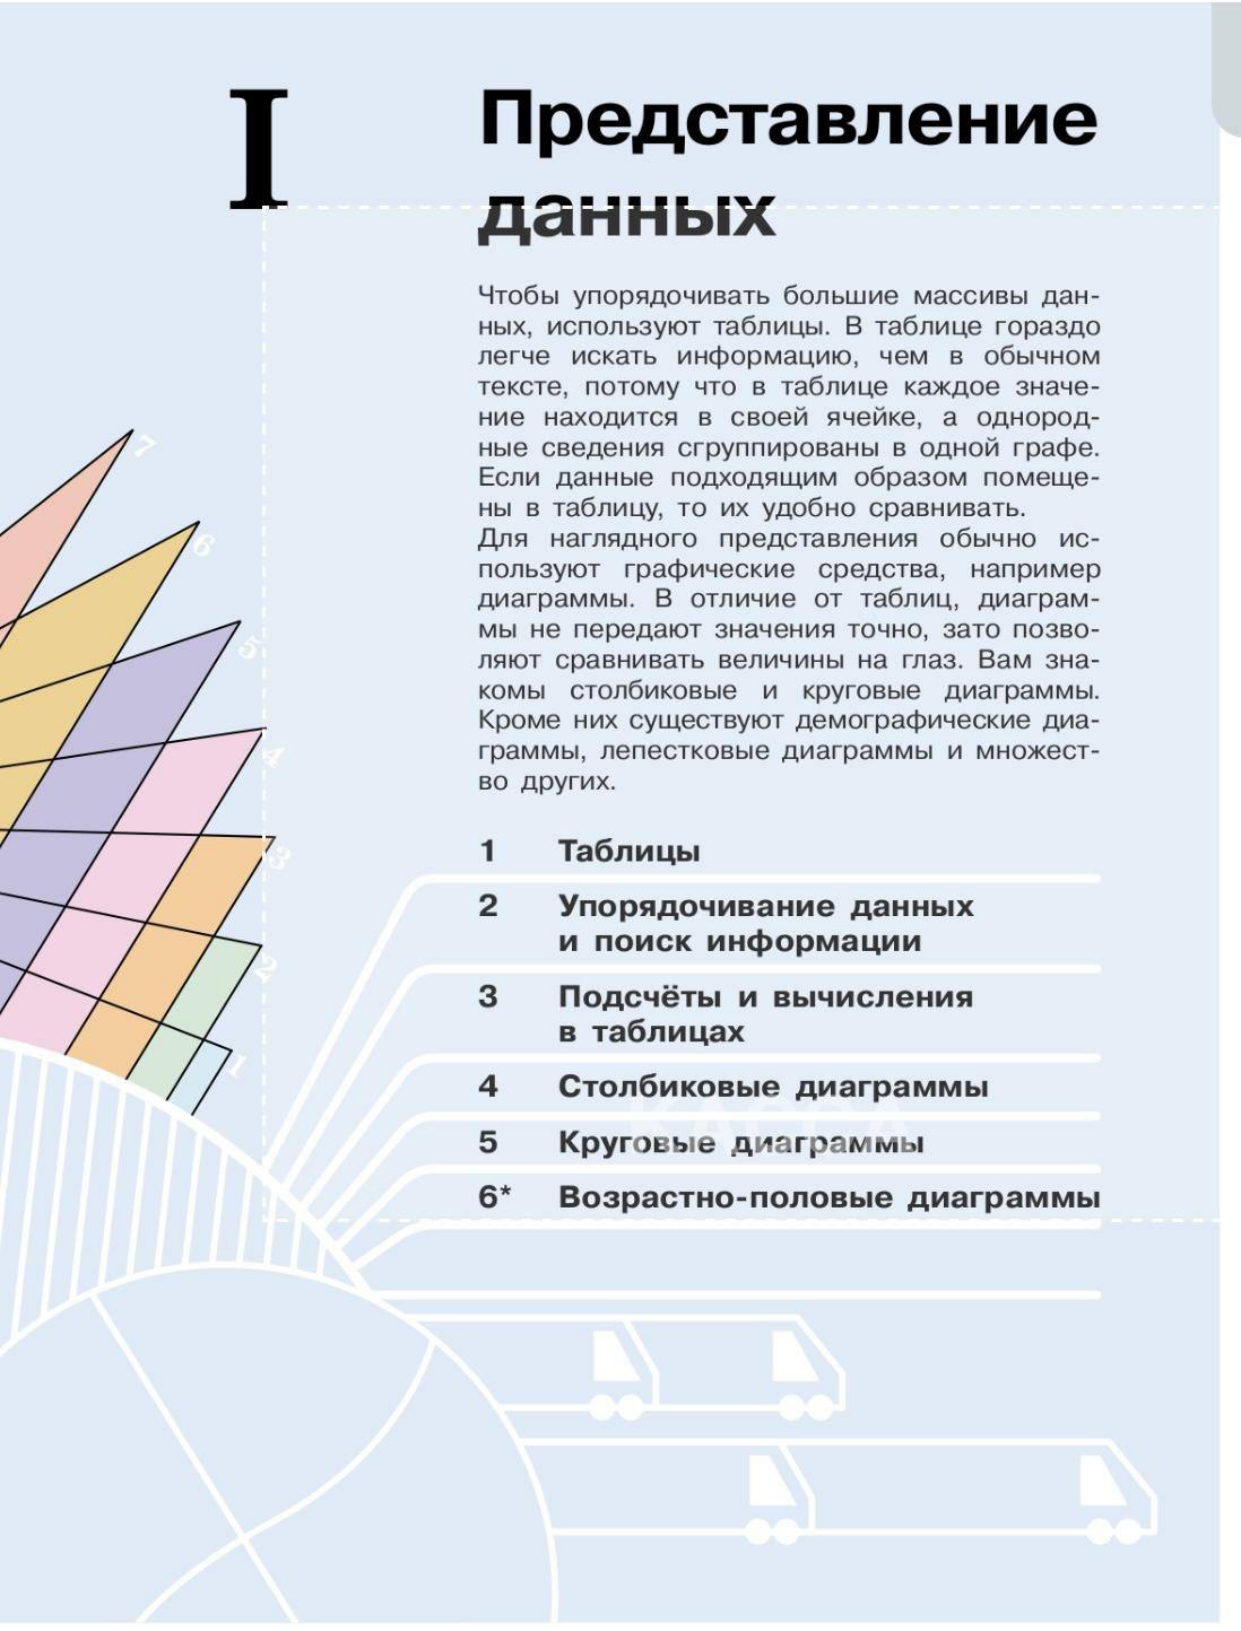 I
Представление
данных
Чтобы упорядочивать большие массивы дан-
ных, используют таблицы. В таблице гораздо
легче искать информацию, чем в обычном
тексте, потому что в таблице каждое значе-
ние находится в своей ячейке, а однород-
ные сведения сгруппированы в одной графе.
Если данные подходящим образом помеще-
ны в таблицу, то их удобно сравнивать.
Для наглядного представления обычно ис-
пользуют графические средства, например
диаграммы. В отличие от таблиц, диаграм-
мы не передают значения точно, зато позво-
ляют сравнивать величины на глаз. Вам зна-
комы столбиковые и круговые диаграммы.
Кроме них существуют демографические диа-
граммы, лепестковые диаграммы и множест-
во других.
1 Таблицы
2 Упорядочивание данных
и поиск информации
3 Подсчёты и вычисления
в таблицах
4 Столбиковые диаграммы
5 Круговые диаграммы
6* Возрастно-половые диаграммы
7
6
5
4
3
2
1